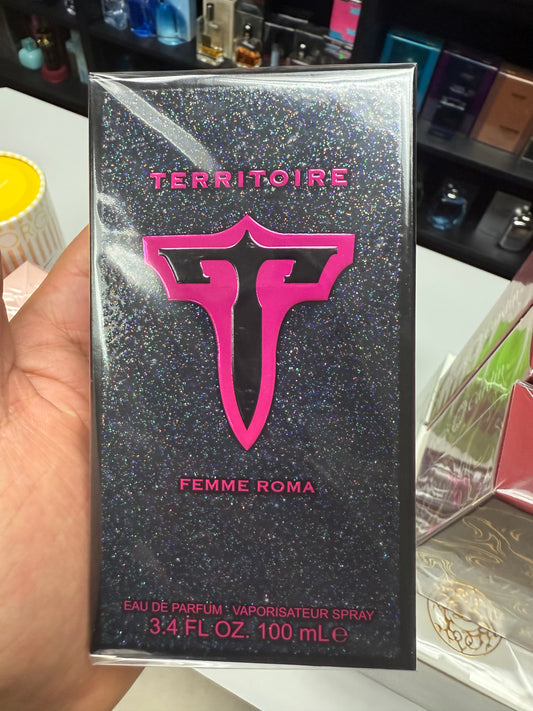 TERRITOIRE
FEMME ROMA
EAU DE PARFUM · VAPORISATEUR SPRAY
3.4 FL OZ. 100 mL℮